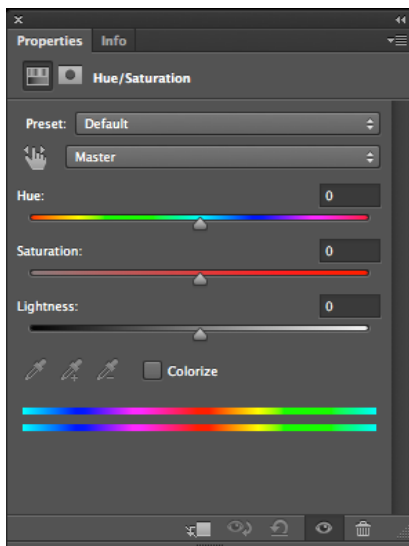 Properties Info
Hue/Saturation
Preset: Default
Master
Hue: 0
Saturation: 0
Lightness: 0
Colorize